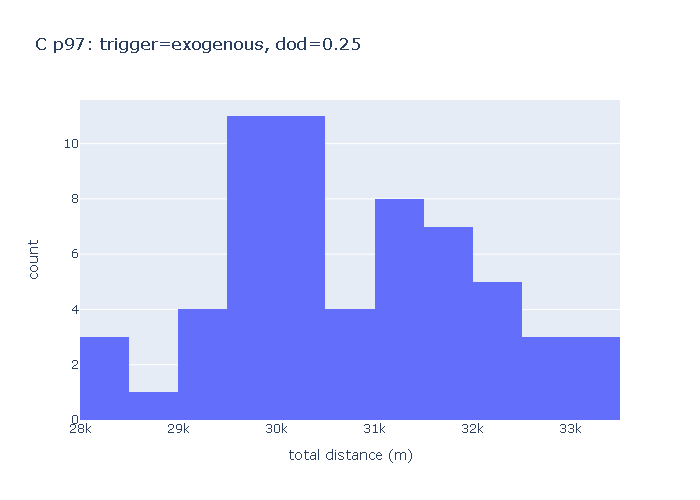 C p97: trigger=exogenous, dod=0.25
10
8
6
4
2
0
count
28k 29k 30k 31k 32k 33k
total distance (m)